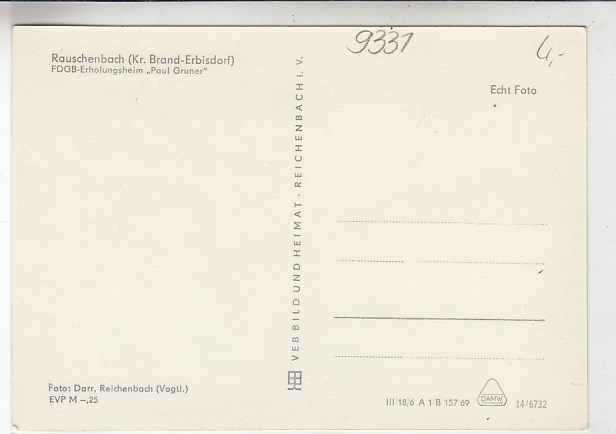 9331
4,-
Rauschenbach (Kr. Brand-Erbisdorf)
FDGB-Erholungsheim „Paul Gruner“
Echt Foto
VEB BILD UND HEIMAT - REICHENBACH I. V.
Foto: Darr, Reichenbach (Vogtl.)
EVP M –,25
III 18/6 A 1 B 157 69
DAMW
14/6732